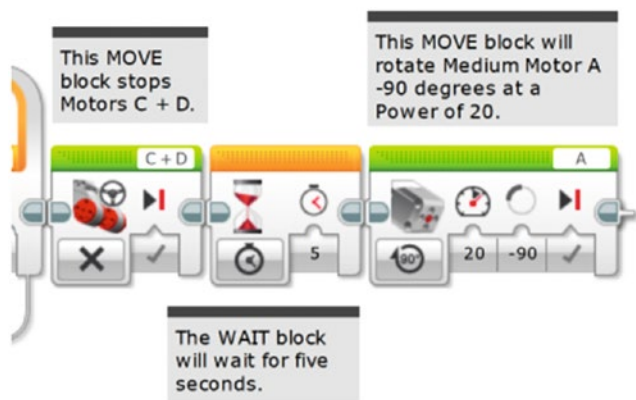 This MOVE
block stops
Motors C + D.
This MOVE block will
rotate Medium Motor A
-90 degrees at a
Power of 20.
C + D
A
5
90°
20
-90
The WAIT block
will wait for five
seconds.